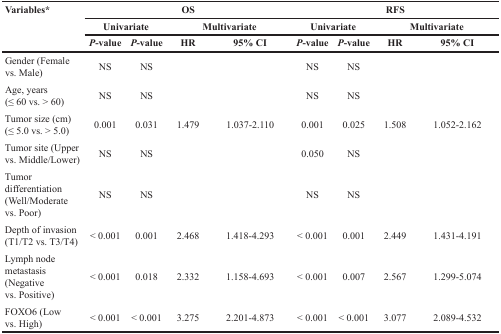 Variables* OS RFS
Univariate Multivariate Univariate Multivariate
P-value P-value HR 95% CI P-value P-value HR 95% CI
Gender (Female
vs. Male) NS NS NS NS
Age, years
(≤ 60 vs. > 60) NS NS NS NS
Tumor size (cm)
(≤ 5.0 vs. > 5.0) 0.001 0.031 1.479 1.037-2.110 0.001 0.025 1.508 1.052-2.162
Tumor site (Upper
vs. Middle/Lower) NS NS 0.050 NS
Tumor
differentiation
(Well/Moderate
vs. Poor) NS NS NS NS
Depth of invasion
(T1/T2 vs. T3/T4) < 0.001 0.001 2.468 1.418-4.293 < 0.001 0.001 2.449 1.431-4.191
Lymph node
metastasis
(Negative
vs. Positive) < 0.001 0.018 2.332 1.158-4.693 < 0.001 0.007 2.567 1.299-5.074
FOXO6 (Low
vs. High) < 0.001 < 0.001 3.275 2.201-4.873 < 0.001 < 0.001 3.077 2.089-4.532